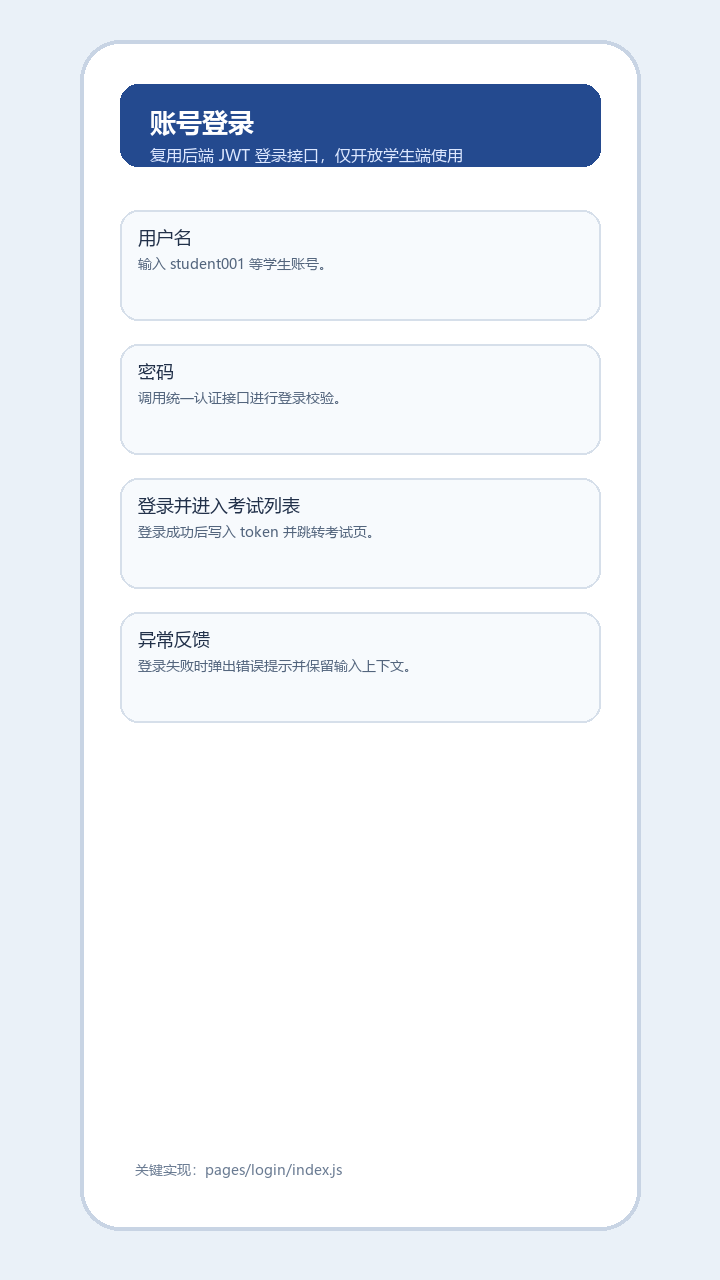 账号登录
复用后端 JWT 登录接口，仅开放学生端使用
用户名
输入 student001 等学生账号。
密码
调用统一认证接口进行登录校验。
登录并进入考试列表
登录成功后写入 token 并跳转考试页。
异常反馈
登录失败时弹出错误提示并保留输入上下文。
关键实现：pages/login/index.js